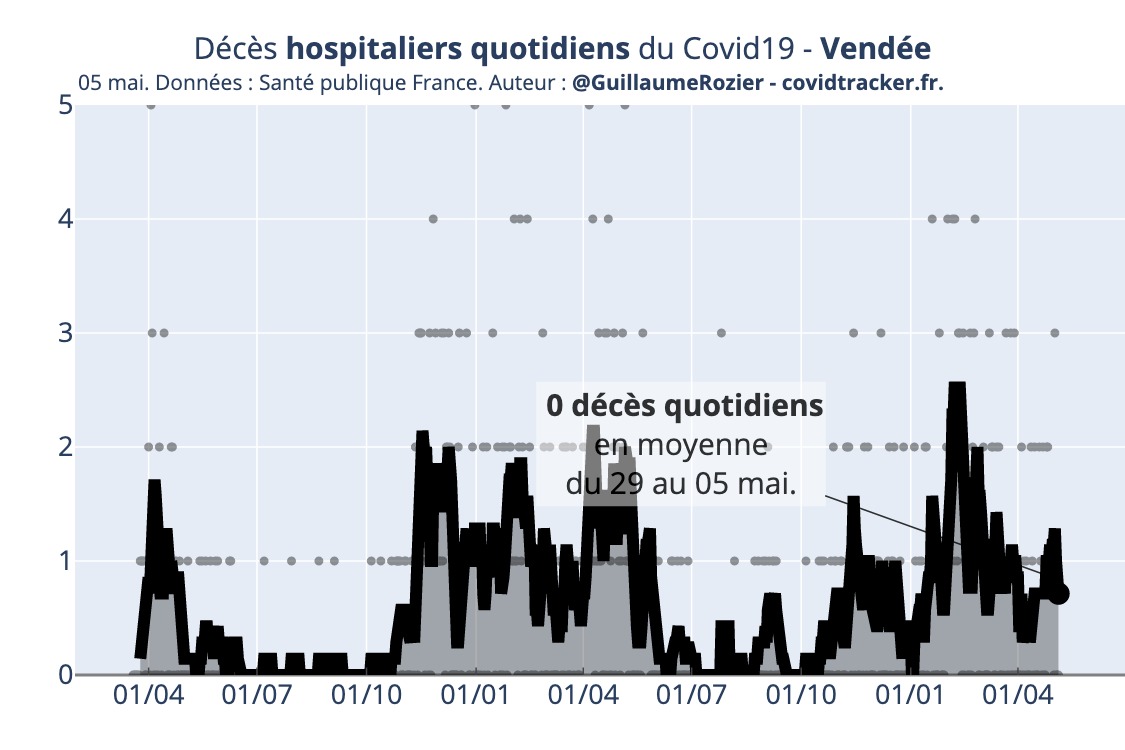 Décès hospitaliers quotidiens du Covid19 - Vendée
05 mai. Données : Santé publique France. Auteur : @GuillaumeRozier - covidtracker.fr.
5
4
3
2
1
0
0 décès quotidiens
en moyenne
du 29 au 05 mai.
01/04 01/07 01/10 01/01 01/04 01/07 01/10 01/01 01/04